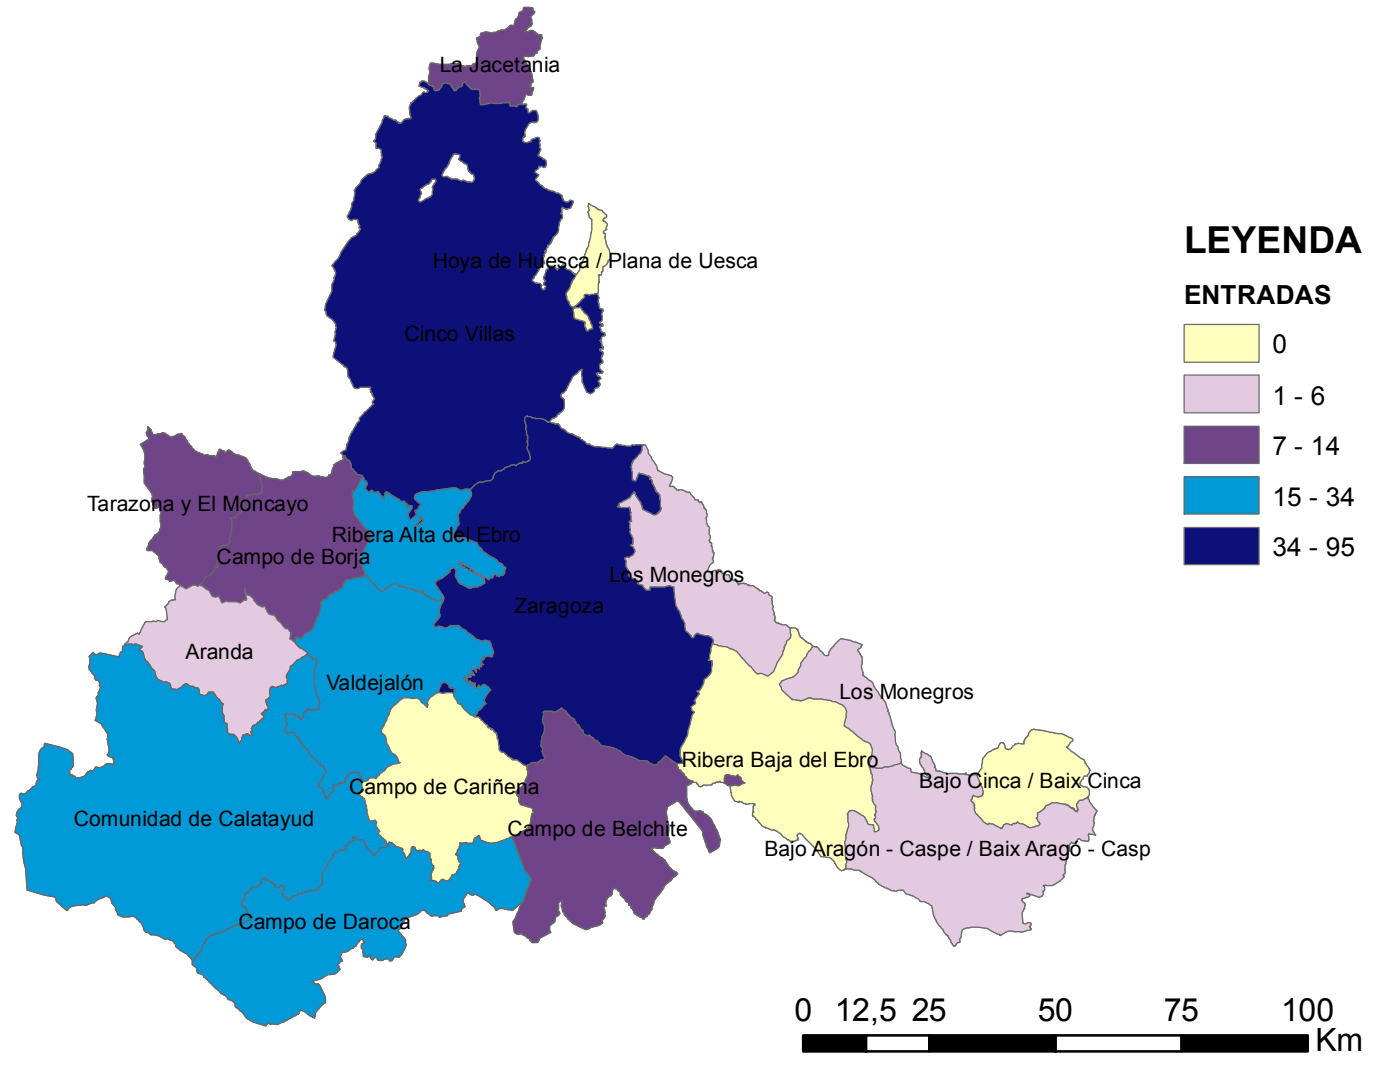 La Jacetania
LEYENDA
Hoya de Huesca / Plana de Uesca
ENTRADAS
Cinco Villas
0
1 - 6
7 - 14
15 - 34
34 - 95
Tarazona y El Moncayo
Ribera Alta del Ebro
Campo de Borja
Los Monegros
Zaragoza
Aranda
Valdejalón
Los Monegros
Ribera Baja del Ebro
Bajo Cinca / Baix Cinca
Campo de Cariñena
Comunidad de Calatayud
Campo de Belchite
Bajo Aragón - Caspe / Baix Aragó - Casp
Campo de Daroca
0 12,5 25 50 75 100
Km